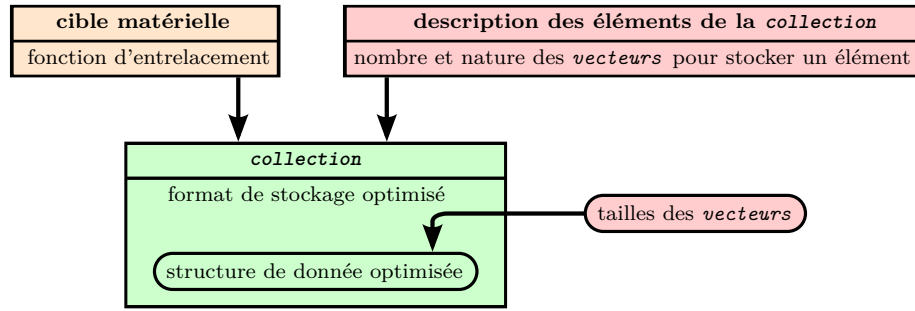 cible matérielle
fonction d'entrelacement
description des éléments de la collection
nombre et nature des vecteurs pour stocker un élément
collection
format de stockage optimisé
tailles des vecteurs
structure de donnée optimisée